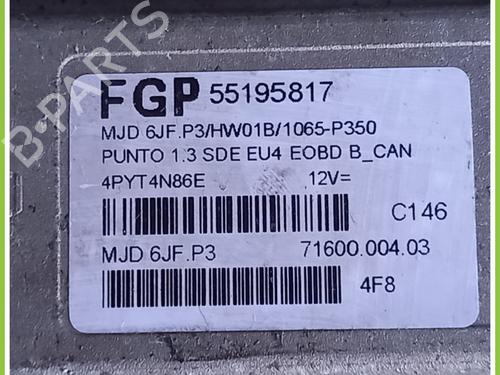 FGP 55195817
MJD 6JF.P3/HW01B/1065-P350
PUNTO 1.3 SDE EU4 EOBD B_CAN
4PYT4N86E 12V=
C146
MJD 6JF.P3 71600.004.03
4F8
B-PARTS